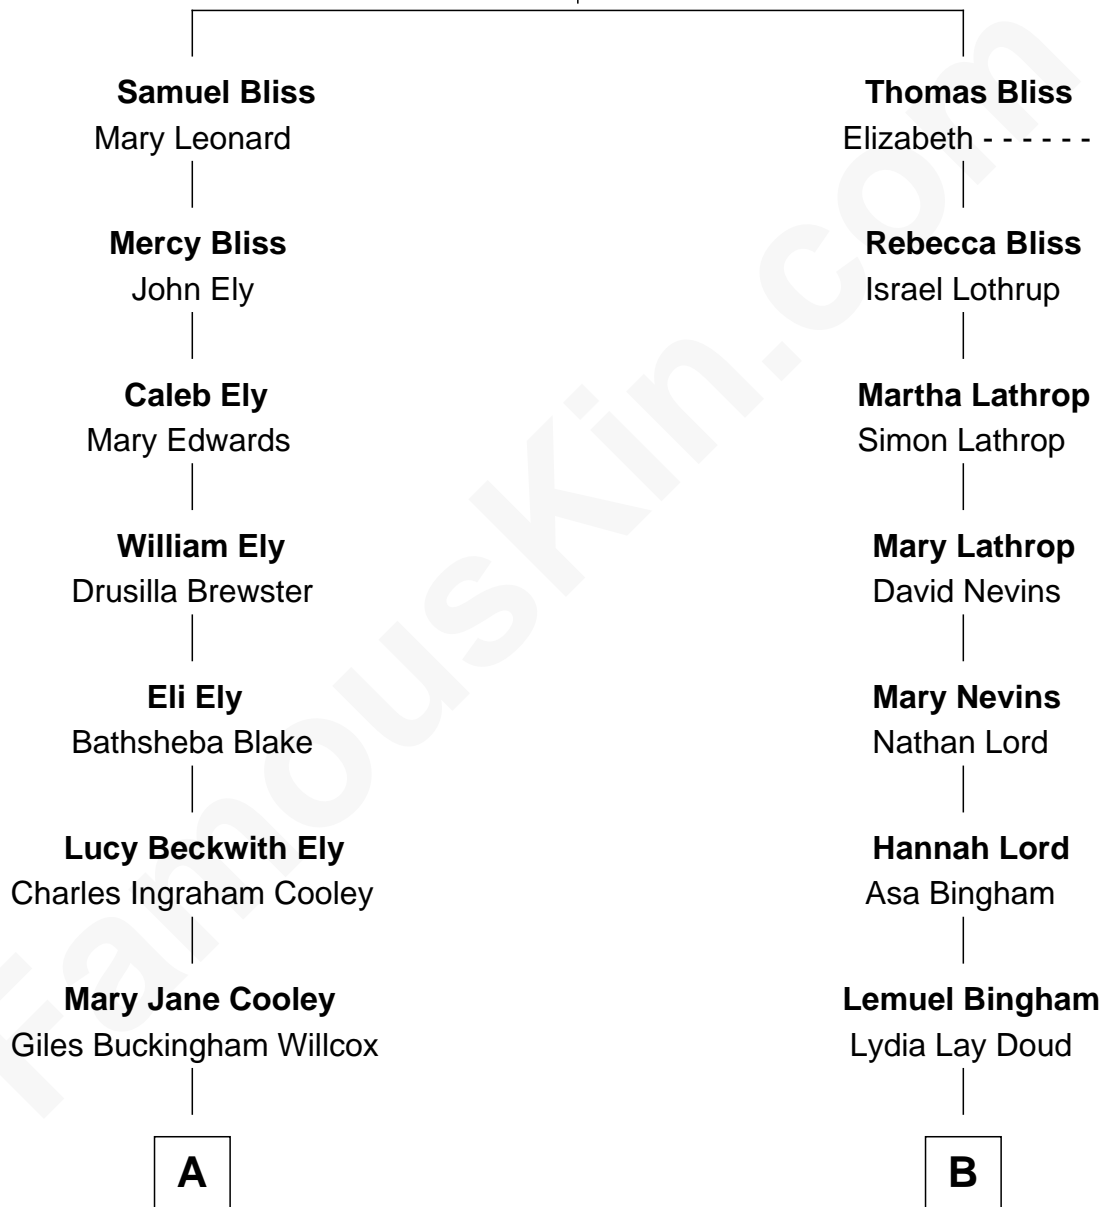 Samuel Bliss
Mary Leonard
Mercy Bliss
John Ely
Caleb Ely
Mary Edwards
William Ely
Drusilla Brewster
Eli Ely
Bathsheba Blake
Lucy Beckwith Ely
Charles Ingraham Cooley
Mary Jane Cooley
Giles Buckingham Willcox
A
Thomas Bliss
Elizabeth - - - - - -
Rebecca Bliss
Israel Lothrup
Martha Lathrop
Simon Lathrop
Mary Lathrop
David Nevins
Mary Nevins
Nathan Lord
Hannah Lord
Asa Bingham
Lemuel Bingham
Lydia Lay Doud
B
FamousKin.com